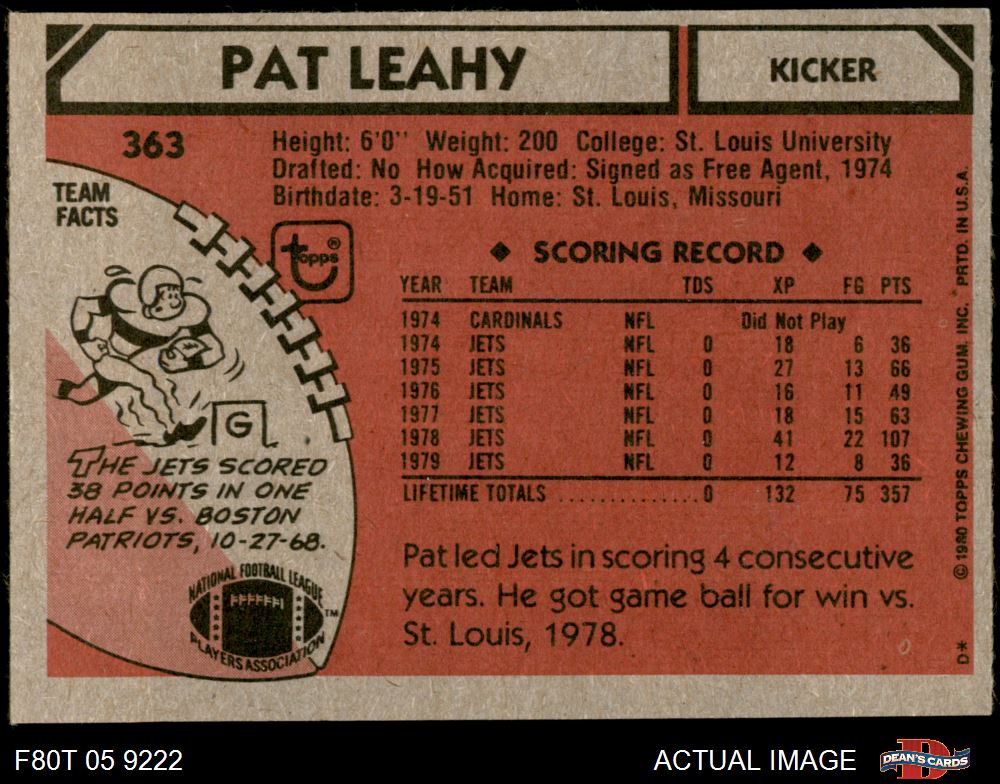 PAT LEAHY
KICKER
363
Height: 6'0" Weight: 200 College: St. Louis University
Drafted: No How Acquired: Signed as Free Agent, 1974
Birthdate: 3-19-51 Home: St. Louis, Missouri
TEAM
FACTS
topps®
◆ SCORING RECORD ◆
YEAR TEAM TDS XP FG PTS
1974 CARDINALS NFL Did Not Play
1974 JETS NFL 0 18 6 36
1975 JETS NFL 0 27 13 66
1976 JETS NFL 0 16 11 49
1977 JETS NFL 0 18 15 63
1978 JETS NFL 0 41 22 107
1979 JETS NFL 0 12 8 36
LIFETIME TOTALS ..............0 132 75 357
G
THE JETS SCORED
38 POINTS IN ONE
HALF VS. BOSTON
PATRIOTS, 10-27-68.
NATIONAL FOOTBALL LEAGUE
PLAYERS ASSOCIATION
™
Pat led Jets in scoring 4 consecutive
years. He got game ball for win vs.
St. Louis, 1978.
D* © 1980 TOPPS CHEWING GUM, INC. PRTD. IN U.S.A.
F80T 05 9222
ACTUAL IMAGE
DEAN'S CARDS